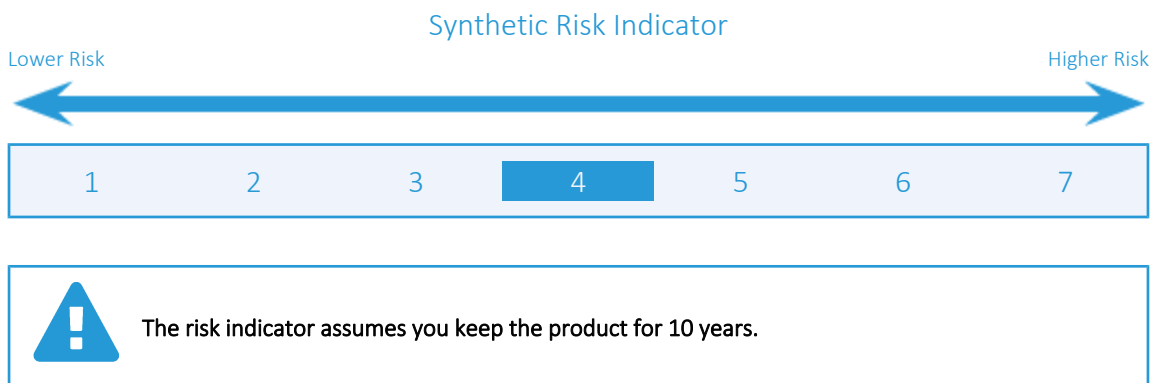 Synthetic Risk Indicator
Lower Risk Higher Risk
1 2 3 4 5 6 7
The risk indicator assumes you keep the product for 10 years.